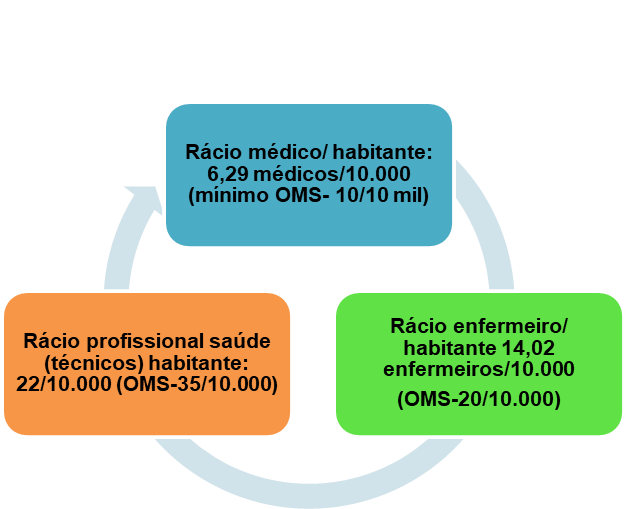 Rácio médico/ habitante:
6,29 médicos/10.000
(mínimo OMS- 10/10 mil)
Rácio enfermeiro/
habitante 14,02
enfermeiros/10.000
(OMS-20/10.000)
Rácio profissional saúde
(técnicos) habitante:
22/10.000 (OMS-35/10.000)